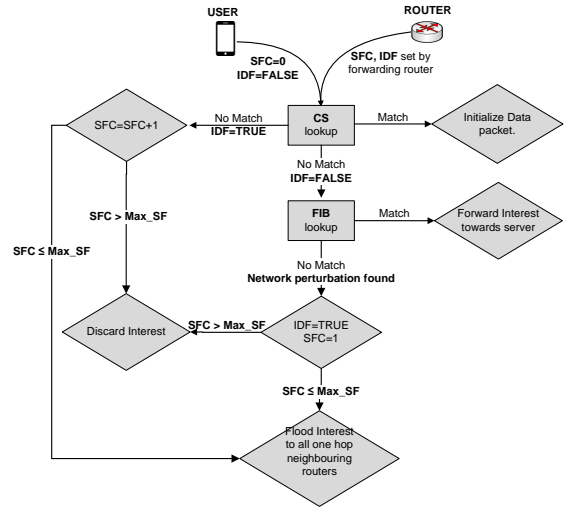 USER
ROUTER
SFC=0
IDF=FALSE
SFC, IDF set by
forwarding router
SFC=SFC+1
No Match
IDF=TRUE
CS
lookup
Match
Initialize Data
packet.
No Match
IDF=FALSE
FIB
lookup
Match
Forward Interest
towards server
SFC > Max_SF
SFC ≤ Max_SF
No Match
Network perturbation found
Discard Interest
SFC > Max_SF
IDF=TRUE
SFC=1
SFC ≤ Max_SF
Flood Interest
to all one hop
neighbouring
routers